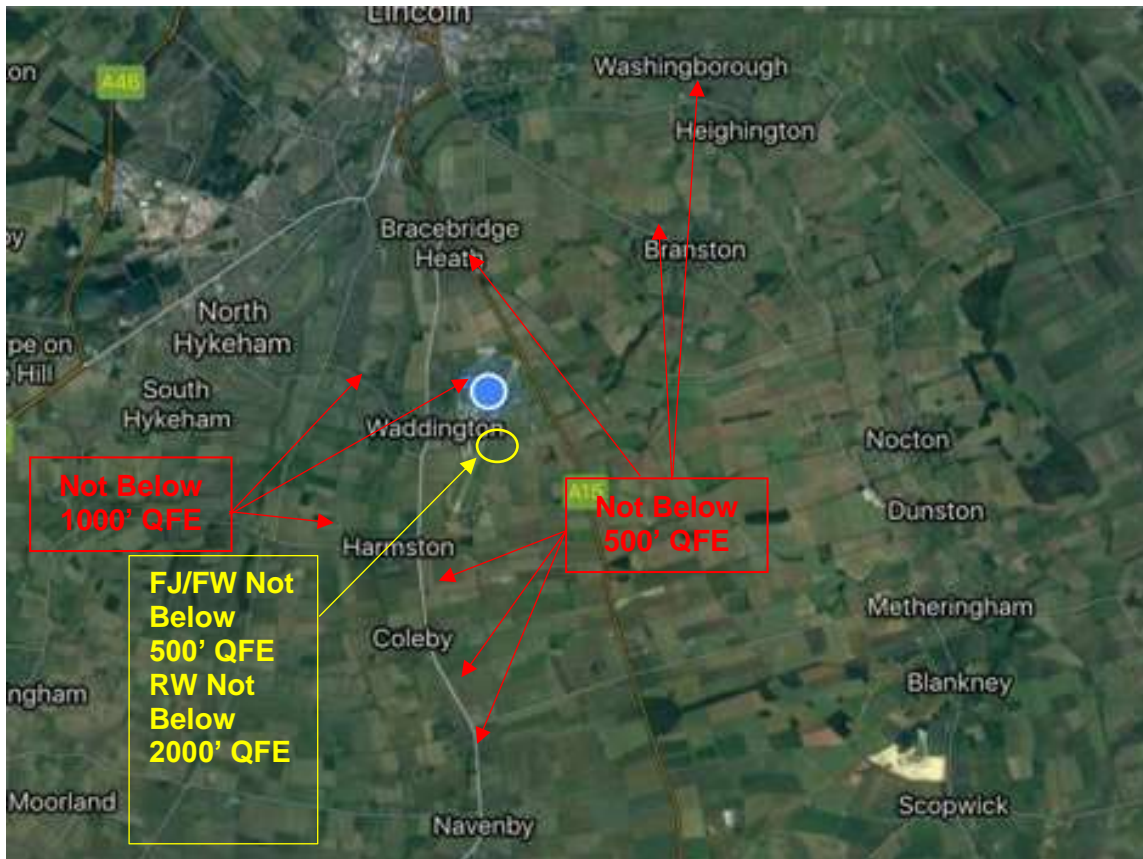 Lincoln
on
A46
Washingborough
Heighington
Bracebridge
Heath
Branston
North
Hykeham
pe on
Hill
South
Hykeham
Waddington
Nocton
Not Below
1000' QFE
A15
Not Below
500' QFE
Dunston
Harmston
FJ/FW Not
Below
500' QFE
RW Not
Below
2000' QFE
Metheringham
Coleby
ngham
Blankney
Moorland
Navenby
Scopwick